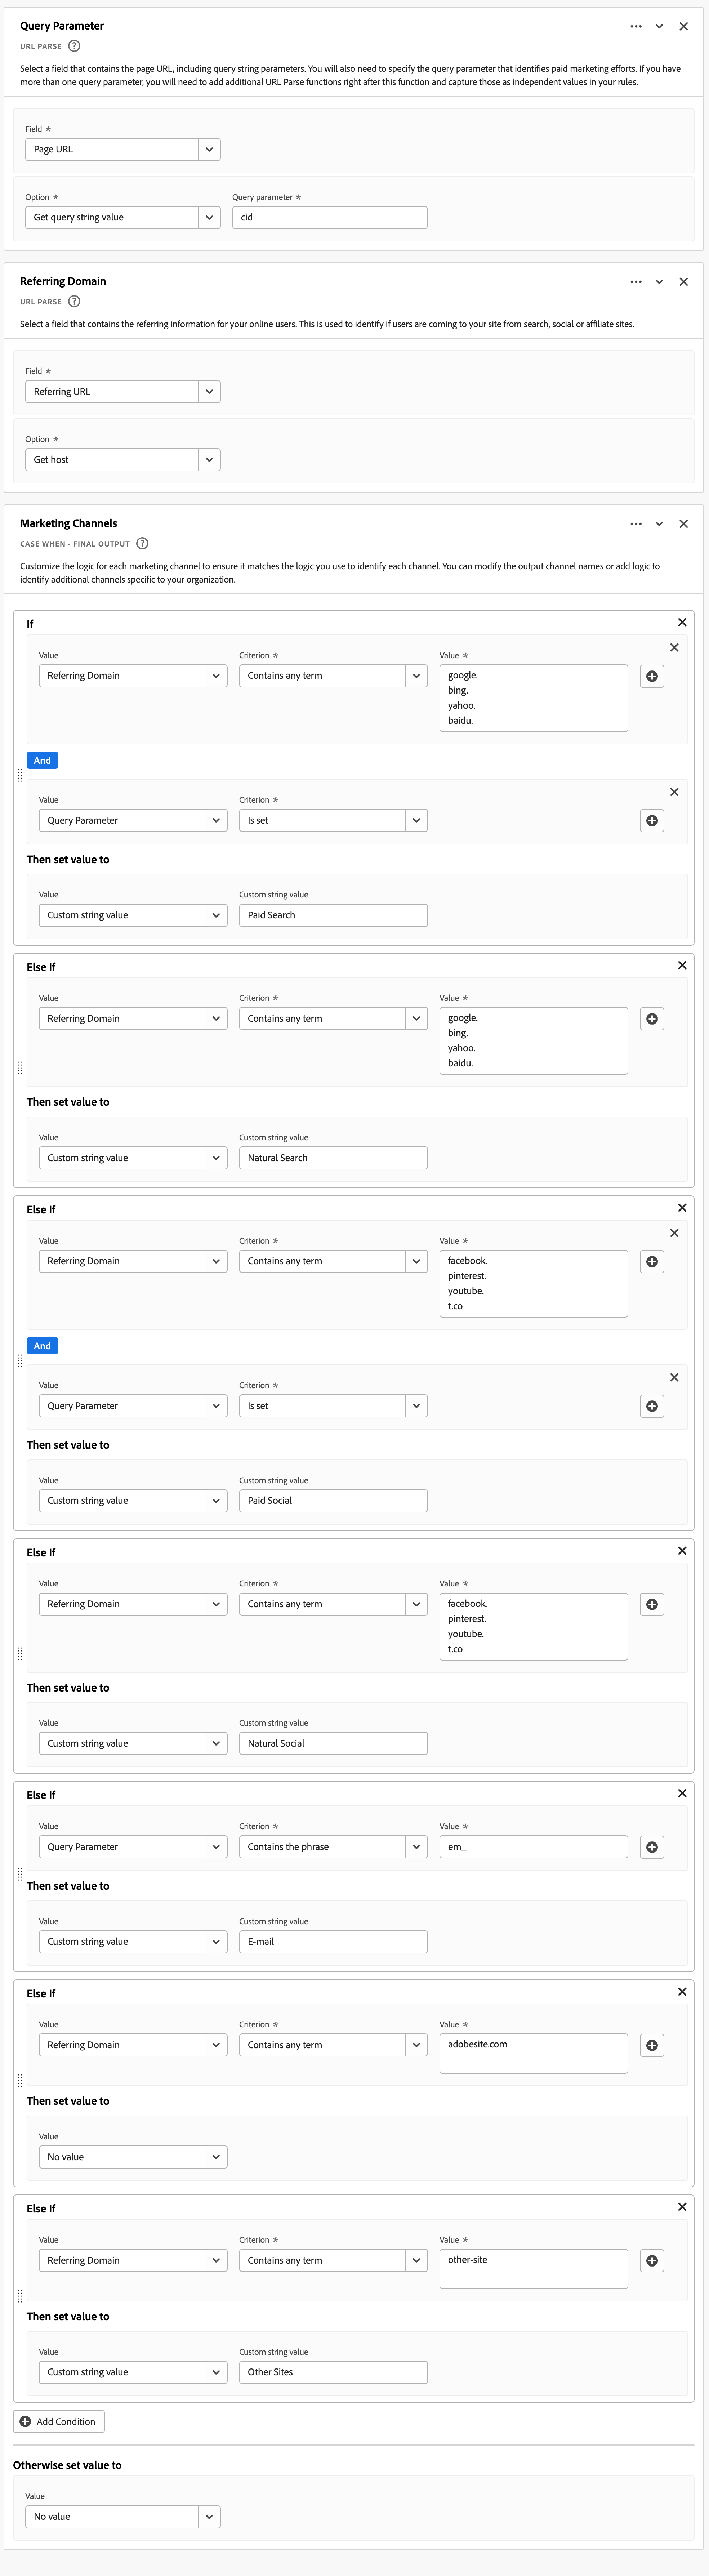 Query Parameter
URL PARSE
Select a field that contains the page URL, including query string parameters. You will also need to specify the query parameter that identifies paid marketing efforts. If you have
more than one query parameter, you will need to add additional URL Parse functions right after this function and capture those as independent values in your rules.
Field *
Page URL
Option * Query parameter *
Get query string value cid
Referring Domain
URL PARSE
Select a field that contains the referring information for your online users. This is used to identify if users are coming to your site from search, social or affiliate sites.
Field *
Referring URL
Option *
Get host
Marketing Channels
CASE WHEN - FINAL OUTPUT
Customize the logic for each marketing channel to ensure it matches the logic you use to identify each channel. You can modify the output channel names or add logic to
identify additional channels specific to your organization.
If
Value Criterion * Value *
Referring Domain Contains any term google.
bing.
yahoo.
baidu.
And
Value Criterion *
Query Parameter Is set
Then set value to
Value Custom string value
Custom string value Paid Search
Else If
Value Criterion * Value *
Referring Domain Contains any term google.
bing.
yahoo.
baidu.
Then set value to
Value Custom string value
Custom string value Natural Search
Else If
Value Criterion * Value *
Referring Domain Contains any term facebook.
pinterest.
youtube.
t.co
And
Value Criterion *
Query Parameter Is set
Then set value to
Value Custom string value
Custom string value Paid Social
Else If
Value Criterion * Value *
Referring Domain Contains any term facebook.
pinterest.
youtube.
t.co
Then set value to
Value Custom string value
Custom string value Natural Social
Else If
Value Criterion * Value *
Query Parameter Contains the phrase em_
Then set value to
Value Custom string value
Custom string value E-mail
Else If
Value Criterion * Value *
Referring Domain Contains any term adobesite.com
Then set value to
Value
No value
Else If
Value Criterion * Value *
Referring Domain Contains any term other-site
Then set value to
Value Custom string value
Custom string value Other Sites
Add Condition
Otherwise set value to
Value
No value